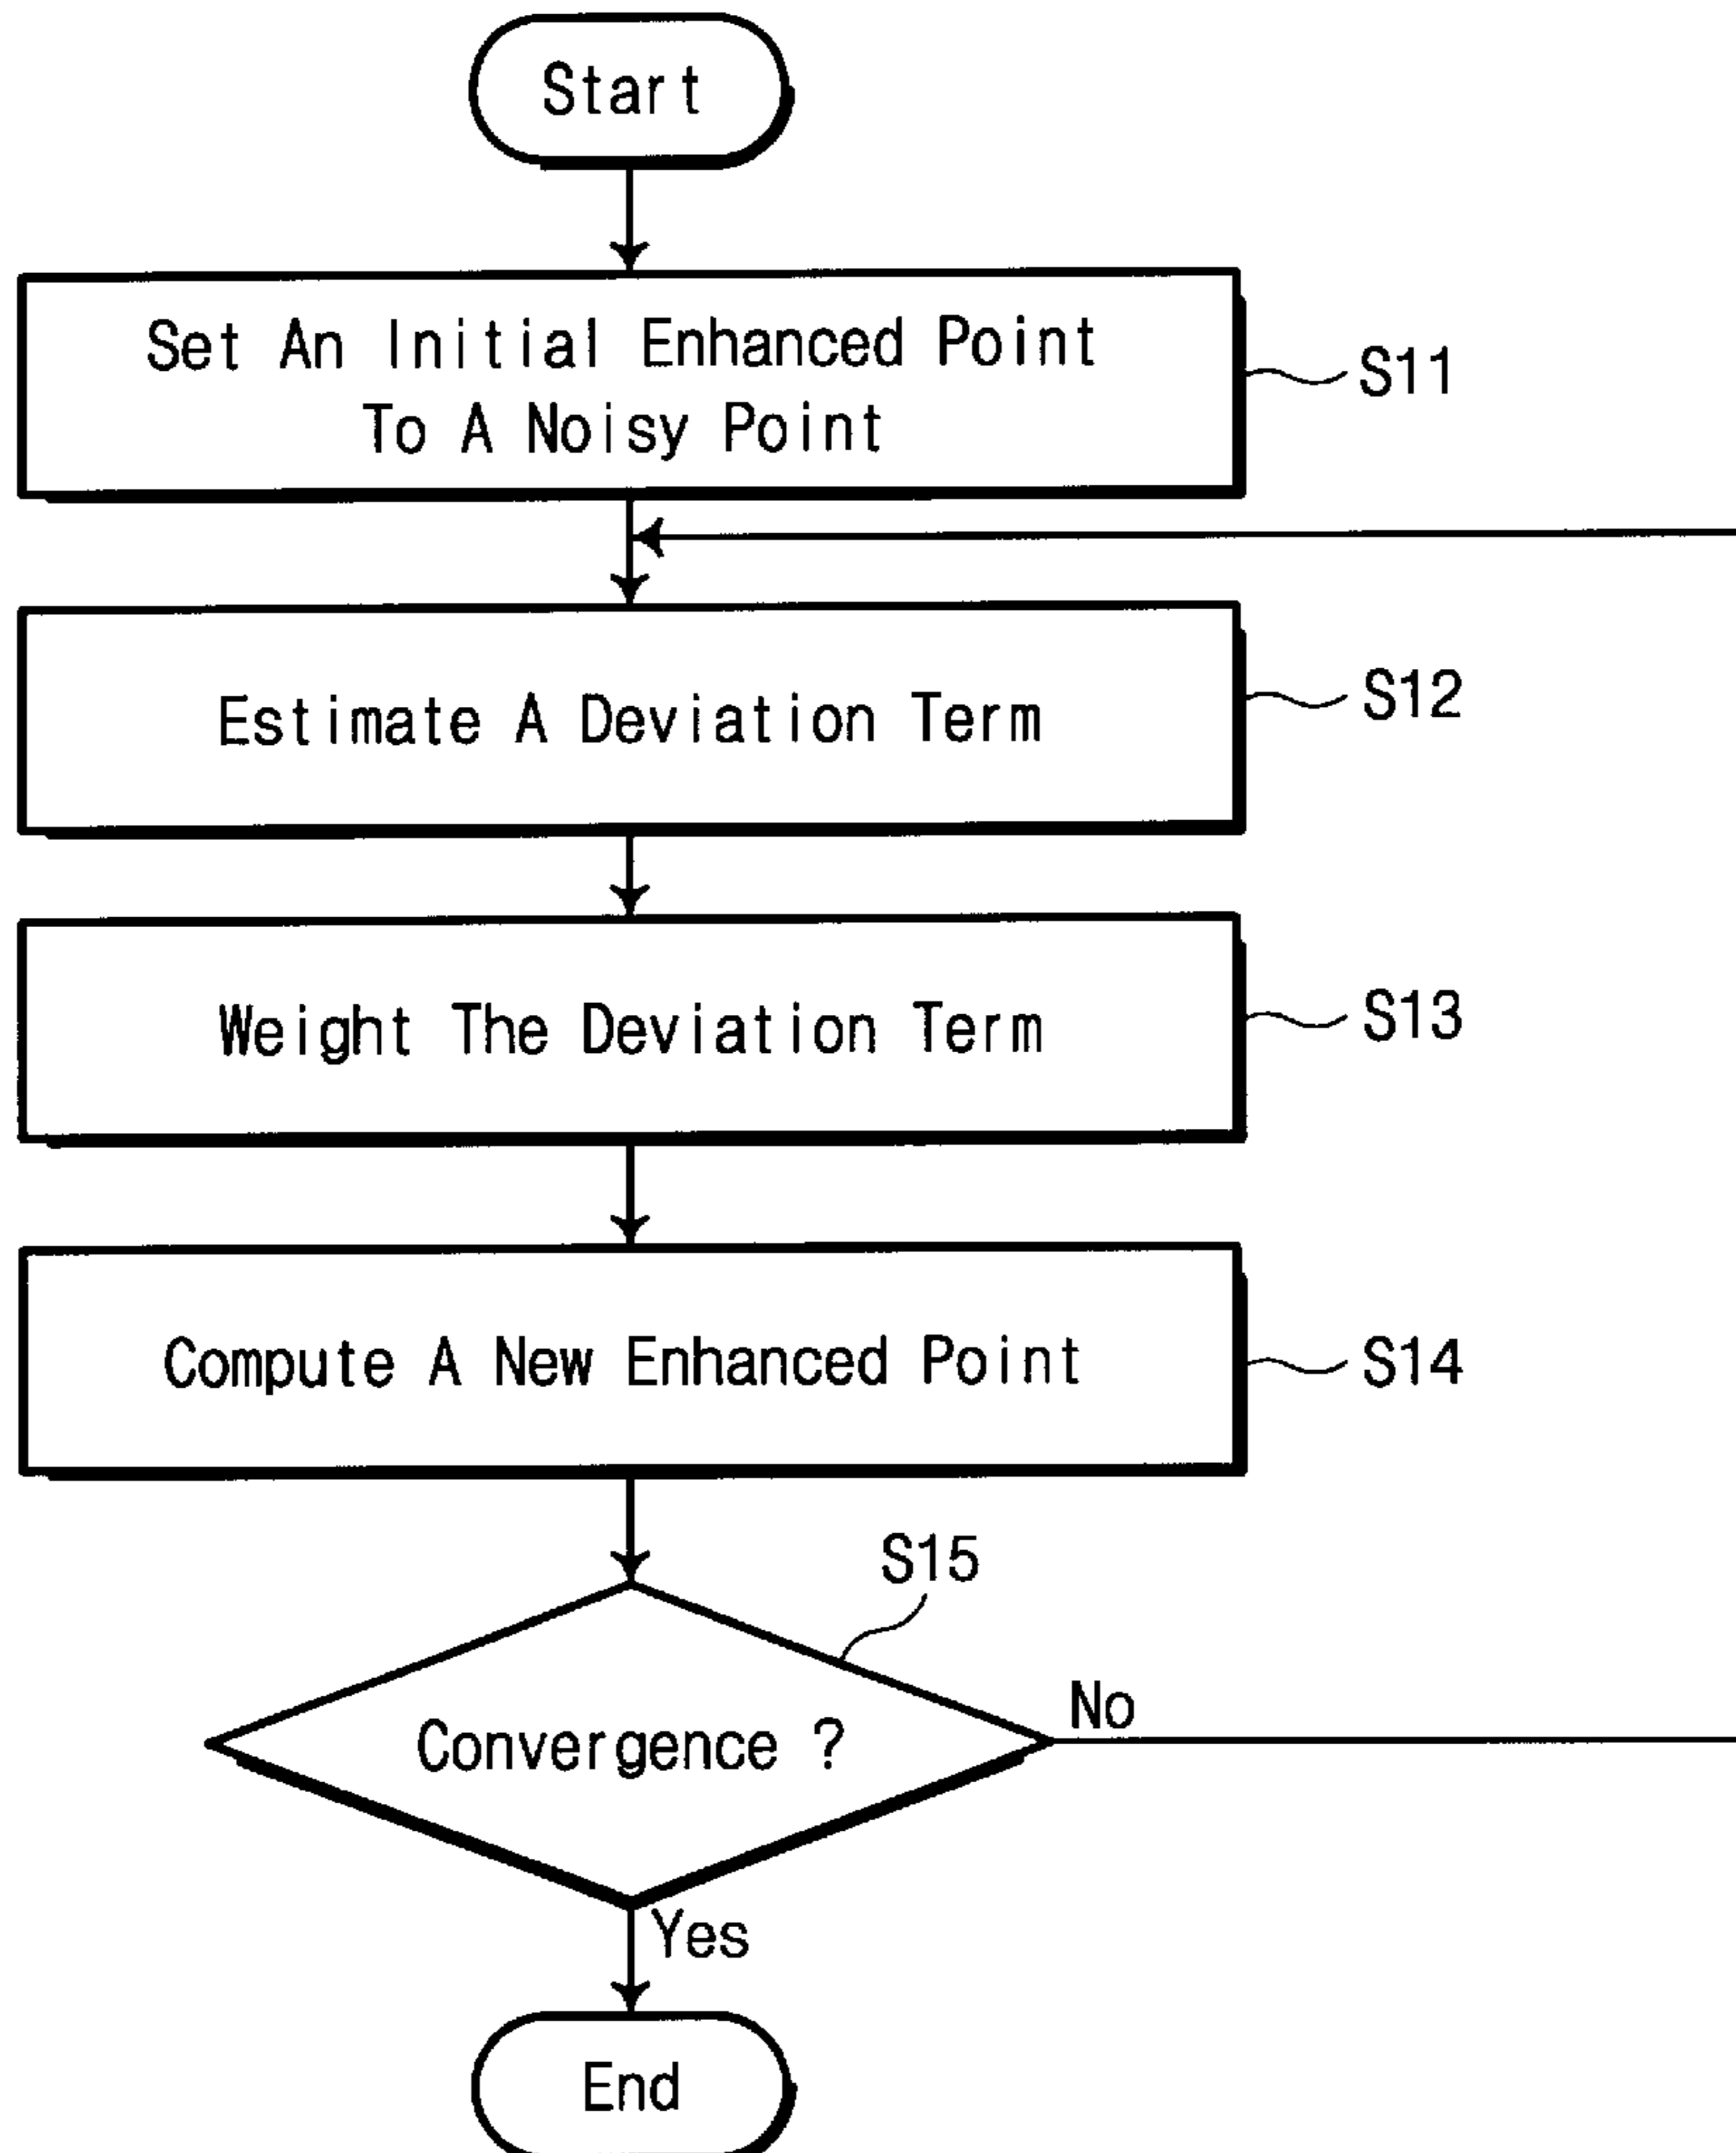 Start
Set An Initial Enhanced Point
To A Noisy Point
S11
Estimate A Deviation Term
S12
Weight The Deviation Term
S13
Compute A New Enhanced Point
S14
S15
Convergence ?
No
Yes
End